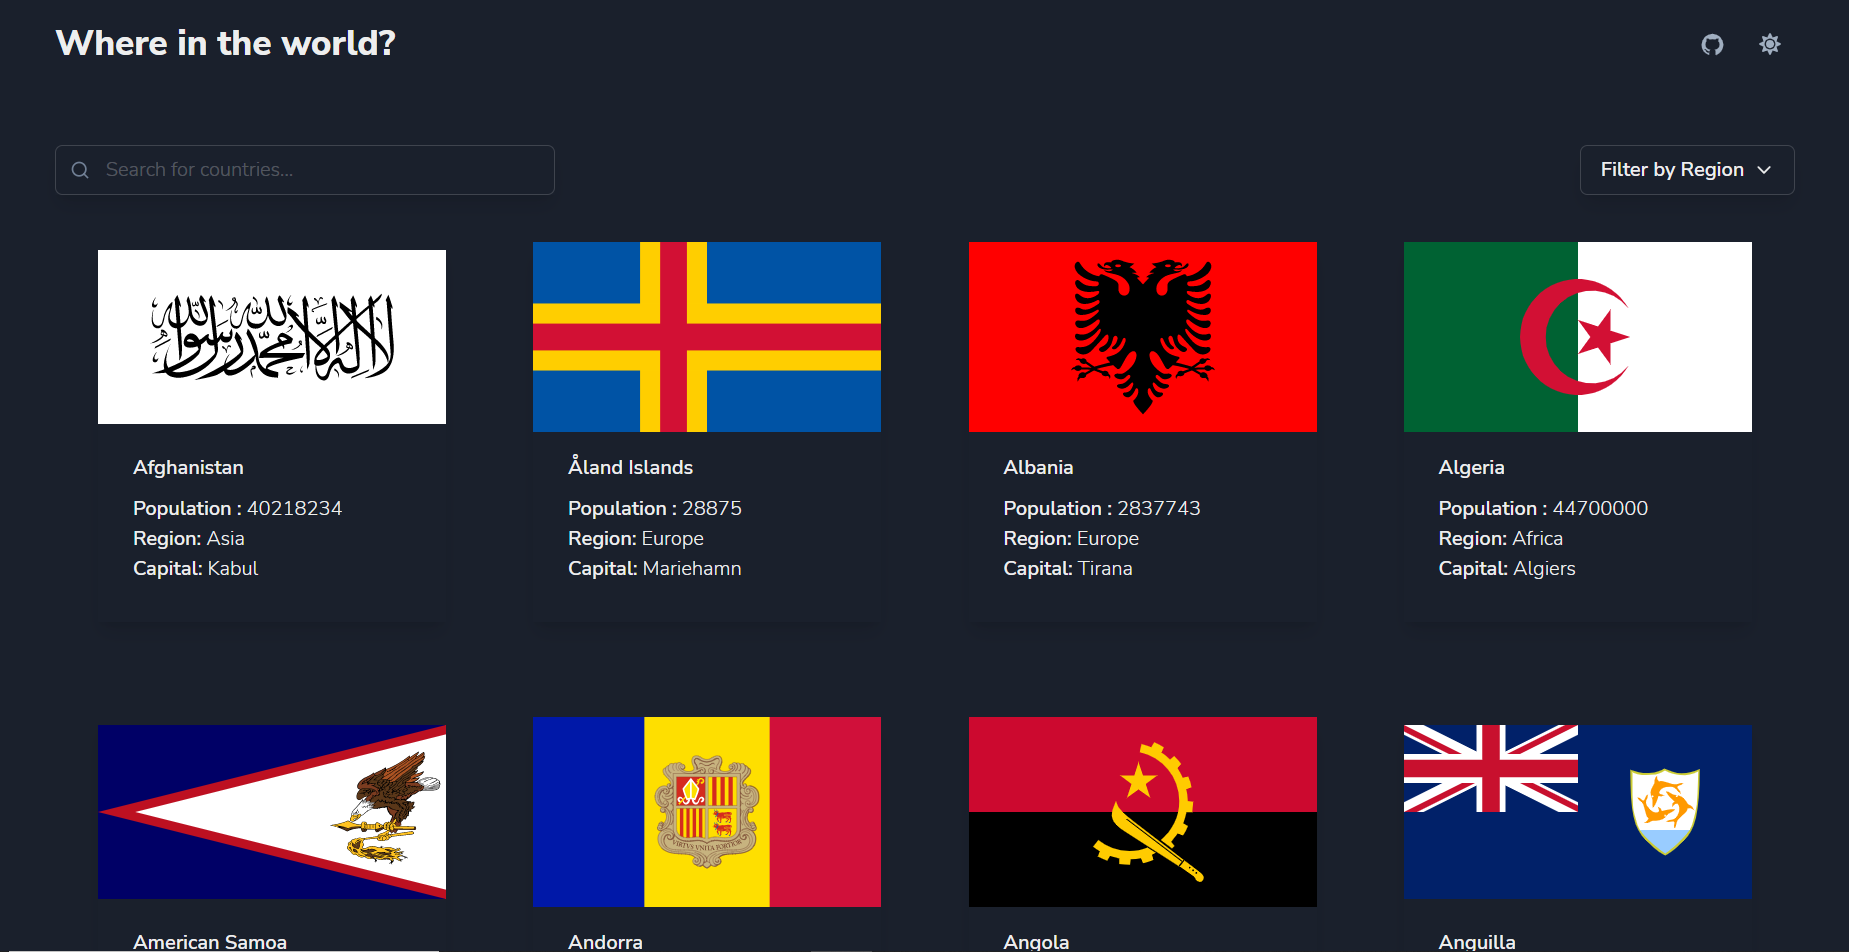 Where in the world?
Search for countries...
Filter by Region
لا إله إلا الله محمد رسول الله
Afghanistan
Population : 40218234
Region: Asia
Capital: Kabul
Åland Islands
Population : 28875
Region: Europe
Capital: Mariehamn
Albania
Population : 2837743
Region: Europe
Capital: Tirana
Algeria
Population : 44700000
Region: Africa
Capital: Algiers
VIRTVS VNITA FORTIOR
American Samoa
Andorra
Angola
Anguilla